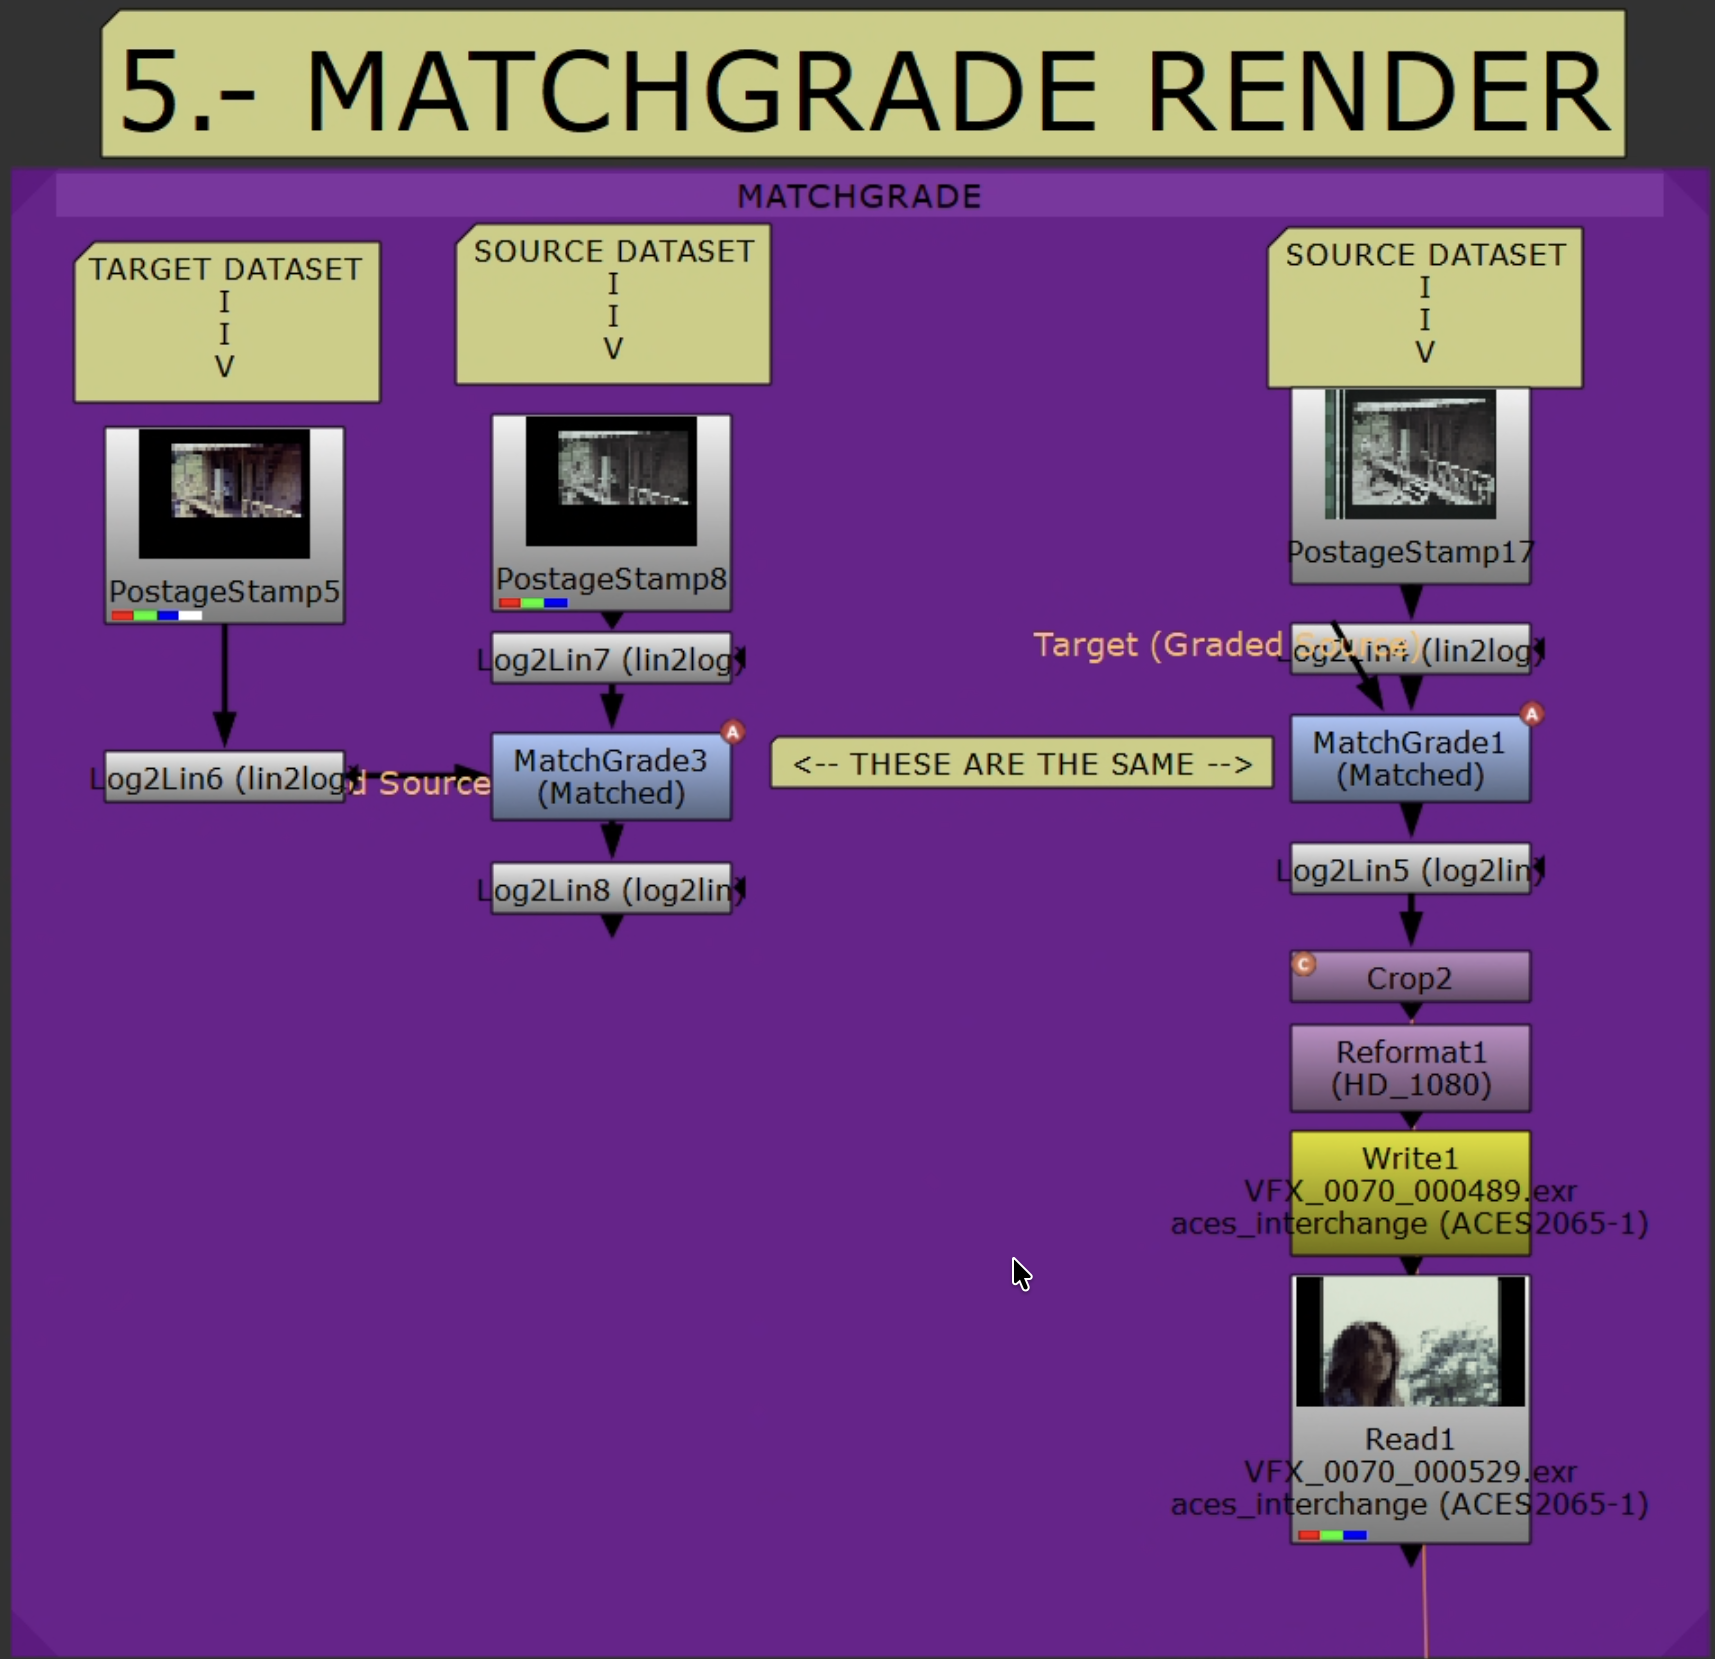 5.- MATCHGRADE RENDER
MATCHGRADE
TARGET DATASET
I
I
V
SOURCE DATASET
I
I
V
SOURCE DATASET
I
I
V
PostageStamp5
PostageStamp8
PostageStamp17
Log2Lin7 (lin2log)
Target (Graded Source)
Log2Lin4 (lin2log)
Log2Lin6 (lin2log)
d Source
MatchGrade3
(Matched)
<-- THESE ARE THE SAME -->
MatchGrade1
(Matched)
A
A
Log2Lin8 (log2lin)
Log2Lin5 (log2lin)
C
Crop2
Reformat1
(HD_1080)
Write1
VFX_0070_000489.exr
aces_interchange (ACES2065-1)
Read1
VFX_0070_000529.exr
aces_interchange (ACES2065-1)